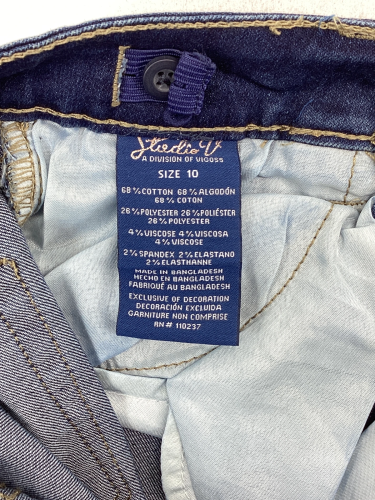 Studio V
A DIVISION OF VIGOSS
SIZE 10
68% COTTON 68% ALGODÓN
68% COTON
26% POLYESTER 26% POLIÉSTER
26% POLYESTER
4% VISCOSE 4% VISCOSA
4% VISCOSE
2% SPANDEX 2% ELASTANO
2% ELASTHANNE
MADE IN BANGLADESH
HECHO EN BANGLADESH
FABRIQUÉ AU BANGLADESH
EXCLUSIVE OF DECORATION
DECORACIÓN EXCLUIDA
GARNITURE NON COMPRISE
RN# 110237